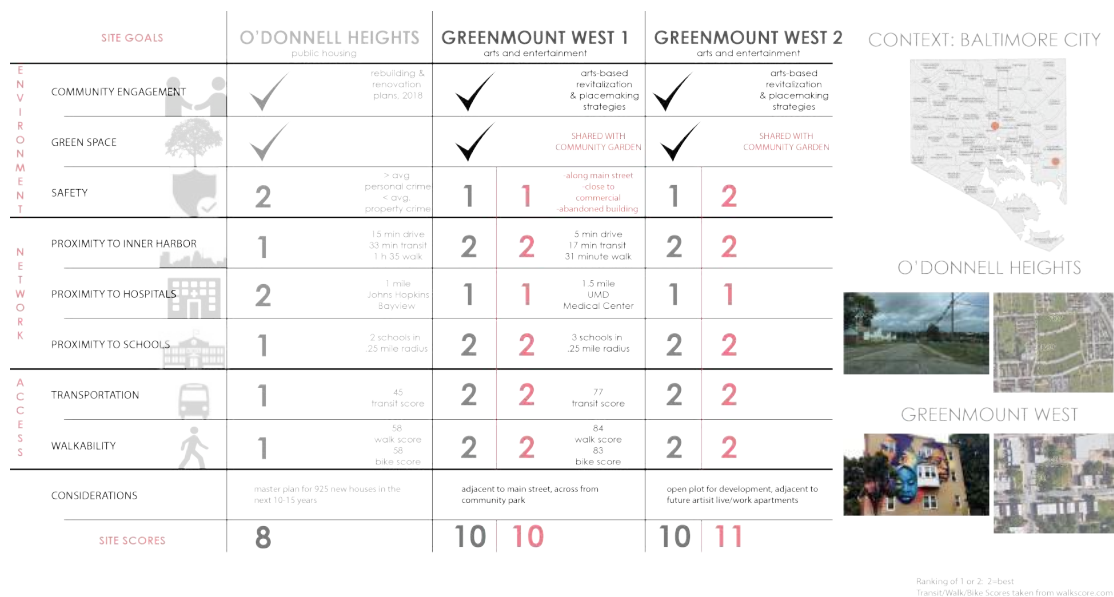 SITE GOALS
O'DONNELL HEIGHTS
public housing
GREENMOUNT WEST 1
arts and entertainment
GREENMOUNT WEST 2
arts and entertainment
CONTEXT: BALTIMORE CITY
ENVIRONMENT
COMMUNITY ENGAGEMENT
rebuilding &
renovation
plans, 2018
arts-based
revitalization
& placemaking
strategies
arts-based
revitalization
& placemaking
strategies
GREEN SPACE
SHARED WITH
COMMUNITY GARDEN
SHARED WITH
COMMUNITY GARDEN
SAFETY
2
> avg
personal crime
< avg.
property crime
1
1
-along main street
-close to
commercial
-abandoned building
1
2
NETWORK
PROXIMITY TO INNER HARBOR
1
15 min drive
33 min transit
1 h 35 walk
2
2
5 min drive
17 min transit
31 minute walk
2
2
PROXIMITY TO HOSPITALS
2
1 mile
Johns Hopkins
Bayview
1
1
1.5 mile
UMD
Medical Center
1
1
PROXIMITY TO SCHOOLS
1
2 schools in
.25 mile radius
2
2
3 schools in
.25 mile radius
2
2
ACCESS
TRANSPORTATION
1
45
transit score
2
2
77
transit score
2
2
WALKABILITY
1
58
walk score
58
bike score
2
2
84
walk score
83
bike score
2
2
CONSIDERATIONS
master plan for 925 new houses in the
next 10-15 years
adjacent to main street, across from
community park
open plot for development, adjacent to
future artisit live/work apartments
SITE SCORES
8
10
10
10
11
O'DONNELL HEIGHTS
GREENMOUNT WEST
Ranking of 1 or 2; 2=best
Transit/Walk/Bike Scores taken from walkscore.com